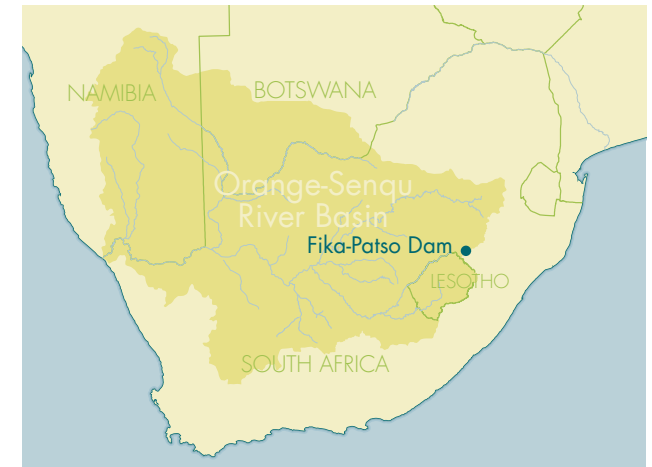 NAMIBIA
BOTSWANA
Orange-Senqu
River Basin
Fika-Patso Dam
LESOTHO
SOUTH AFRICA